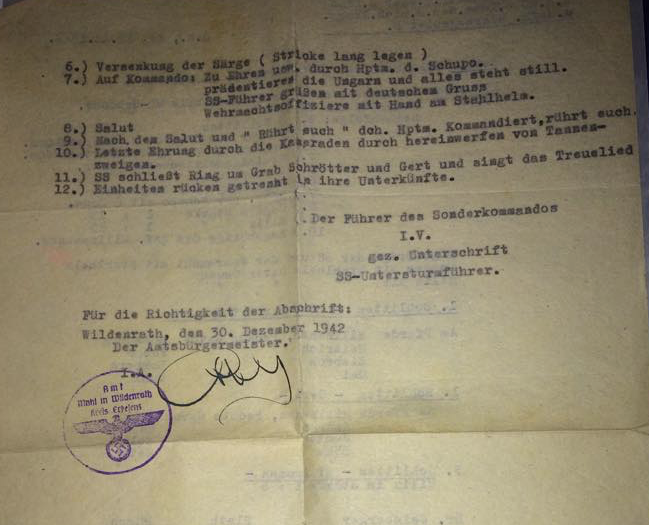 6.) Versenkung der Särge ( Stricke lang legen )
7.) Auf Kommando: Zu Ehren usw. durch Hptm. d. Schupo.
prädentieres die Ungarn und alles steht still.
SS-Führer grüßen mit deutschem Gruss
Wehrmachtsoffiziere mit Hand am Stahlhelm.
8.) Salut
9.) Nach dem Salut und " Rührt euch " dch. Hptm. Kommandiert,rührt euch.
10.) Letzte Ehrung durch die Kameraden durch hereinwerfen von Tannen-
zweigen.
11.) SS schließt Ring um Grab Schrötter und Gert und singt das Treuelied
12.) Einheiten rücken getrennt in ihre Unterkünfte.
Der Führer des Sonderkommandos
I.V.
gez. Unterschrift
SS-Untersturmführer.
Für die Richtigkeit der Abschrift:
Wildenrath, den 30. Dezember 1942
Der Amtsbürgermeister.
I.A.
Amt
Myhl in Wildenrath
Kreis Erkelenz